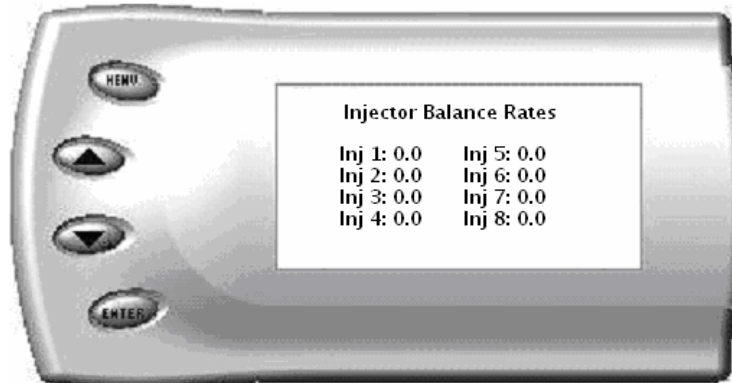 MENU
Injector Balance Rates
Inj 1: 0.0 Inj 5: 0.0
Inj 2: 0.0 Inj 6: 0.0
Inj 3: 0.0 Inj 7: 0.0
Inj 4: 0.0 Inj 8: 0.0
ENTER